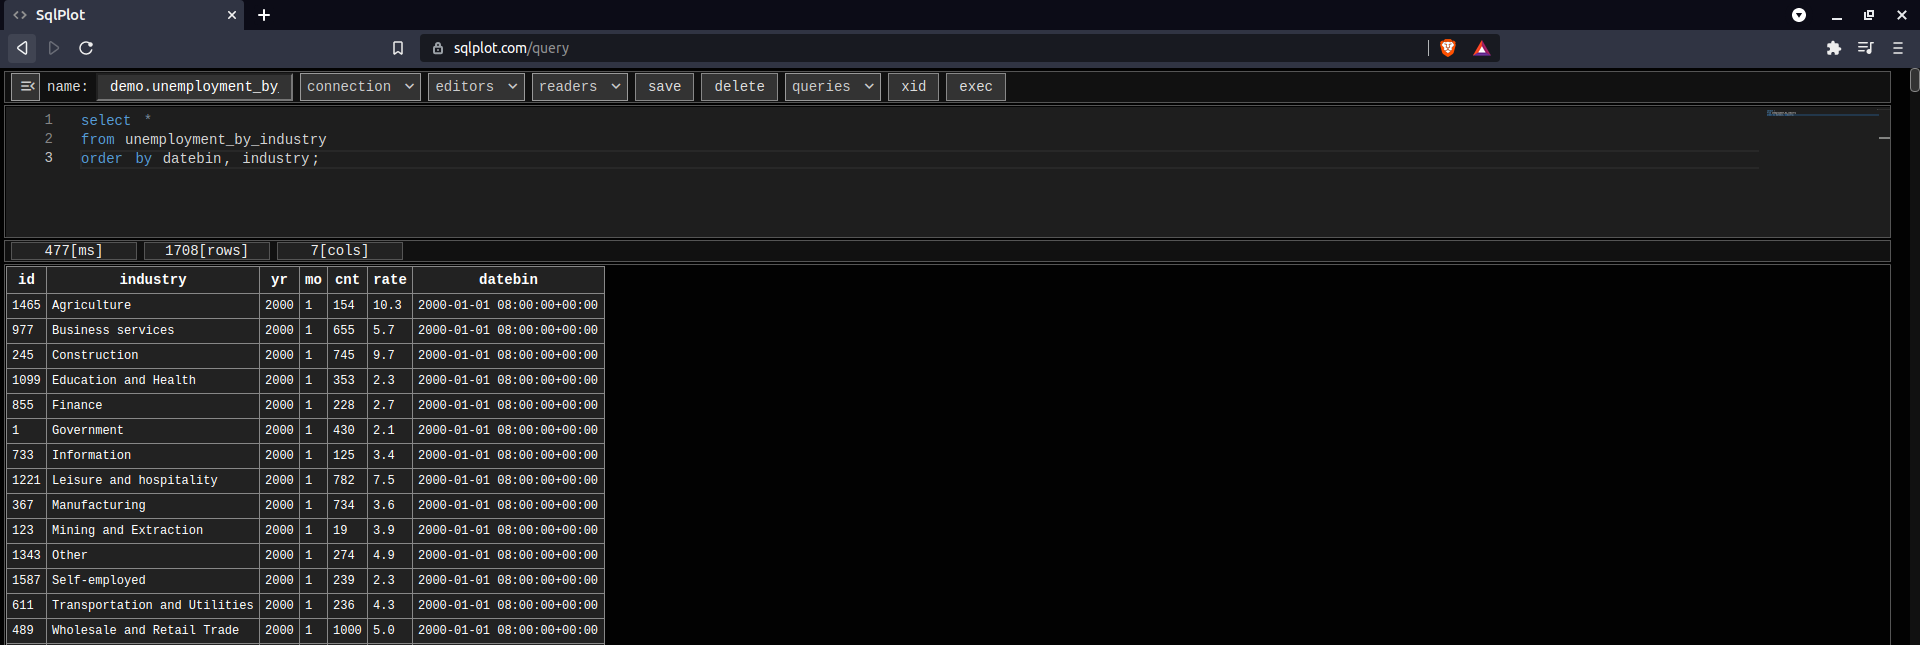 SqlPlot
sqlplot.com/query
name: demo.unemployment_by connection editors readers save delete queries xid exec
1 select *
2 from unemployment_by_industry
3 order by datebin, industry;
477[ms] 1708[rows] 7[cols]
id industry yr mo cnt rate datebin
1465 Agriculture 2000 1 154 10.3 2000-01-01 08:00:00+00:00
977 Business services 2000 1 655 5.7 2000-01-01 08:00:00+00:00
245 Construction 2000 1 745 9.7 2000-01-01 08:00:00+00:00
1099 Education and Health 2000 1 353 2.3 2000-01-01 08:00:00+00:00
855 Finance 2000 1 228 2.7 2000-01-01 08:00:00+00:00
1 Government 2000 1 430 2.1 2000-01-01 08:00:00+00:00
733 Information 2000 1 125 3.4 2000-01-01 08:00:00+00:00
1221 Leisure and hospitality 2000 1 782 7.5 2000-01-01 08:00:00+00:00
367 Manufacturing 2000 1 734 3.6 2000-01-01 08:00:00+00:00
123 Mining and Extraction 2000 1 19 3.9 2000-01-01 08:00:00+00:00
1343 Other 2000 1 274 4.9 2000-01-01 08:00:00+00:00
1587 Self-employed 2000 1 239 2.3 2000-01-01 08:00:00+00:00
611 Transportation and Utilities 2000 1 236 4.3 2000-01-01 08:00:00+00:00
489 Wholesale and Retail Trade 2000 1 1000 5.0 2000-01-01 08:00:00+00:00